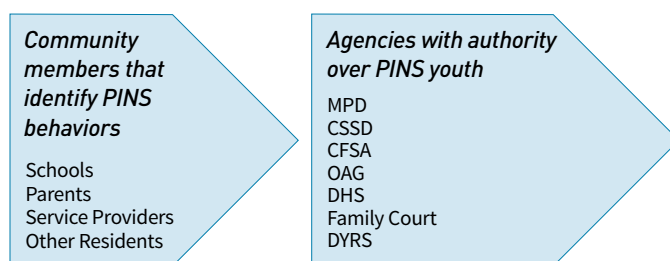 Community
members that
identify PINS
behaviors
Schools
Parents
Service Providers
Other Residents
Agencies with authority
over PINS youth
MPD
CSSD
CFSA
OAG
DHS
Family Court
DYRS